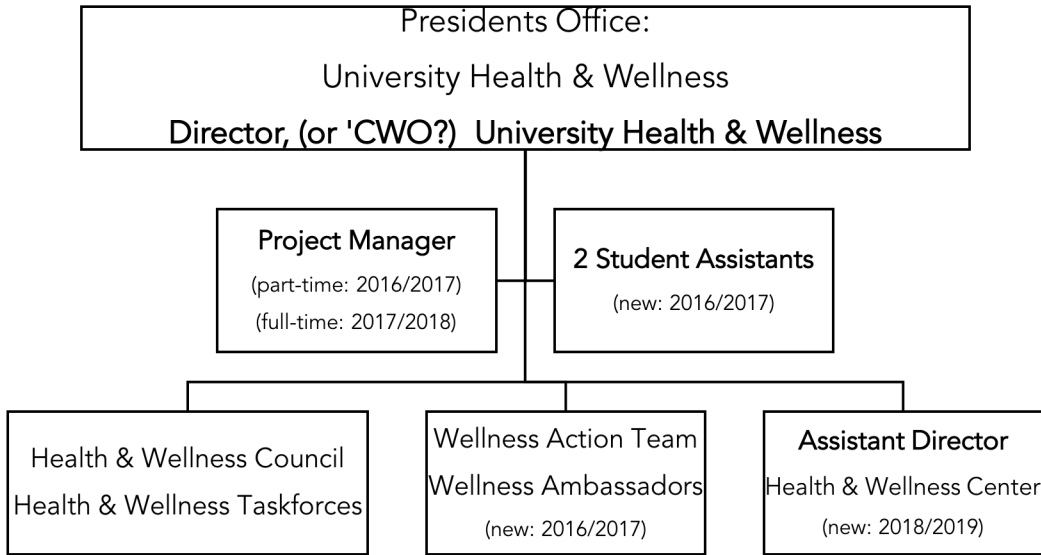 Presidents Office:
University Health & Wellness
Director, (or 'CWO?) University Health & Wellness
Project Manager
(part-time: 2016/2017)
(full-time: 2017/2018)
2 Student Assistants
(new: 2016/2017)
Health & Wellness Council
Health & Wellness Taskforces
Wellness Action Team
Wellness Ambassadors
(new: 2016/2017)
Assistant Director
Health & Wellness Center
(new: 2018/2019)